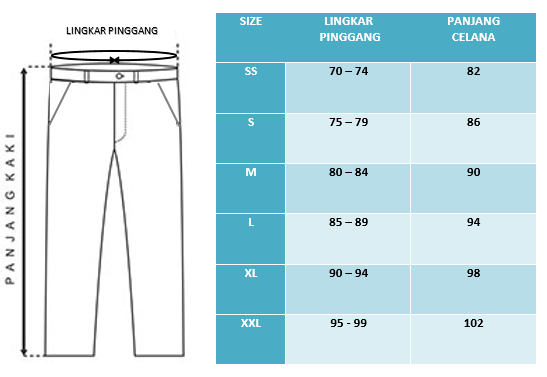 LINGKAR PINGGANG
PANJANG KAKI
SIZE LINGKAR PINGGANG PANJANG CELANA
SS 70 – 74 82
S 75 – 79 86
M 80 – 84 90
L 85 – 89 94
XL 90 – 94 98
XXL 95 - 99 102